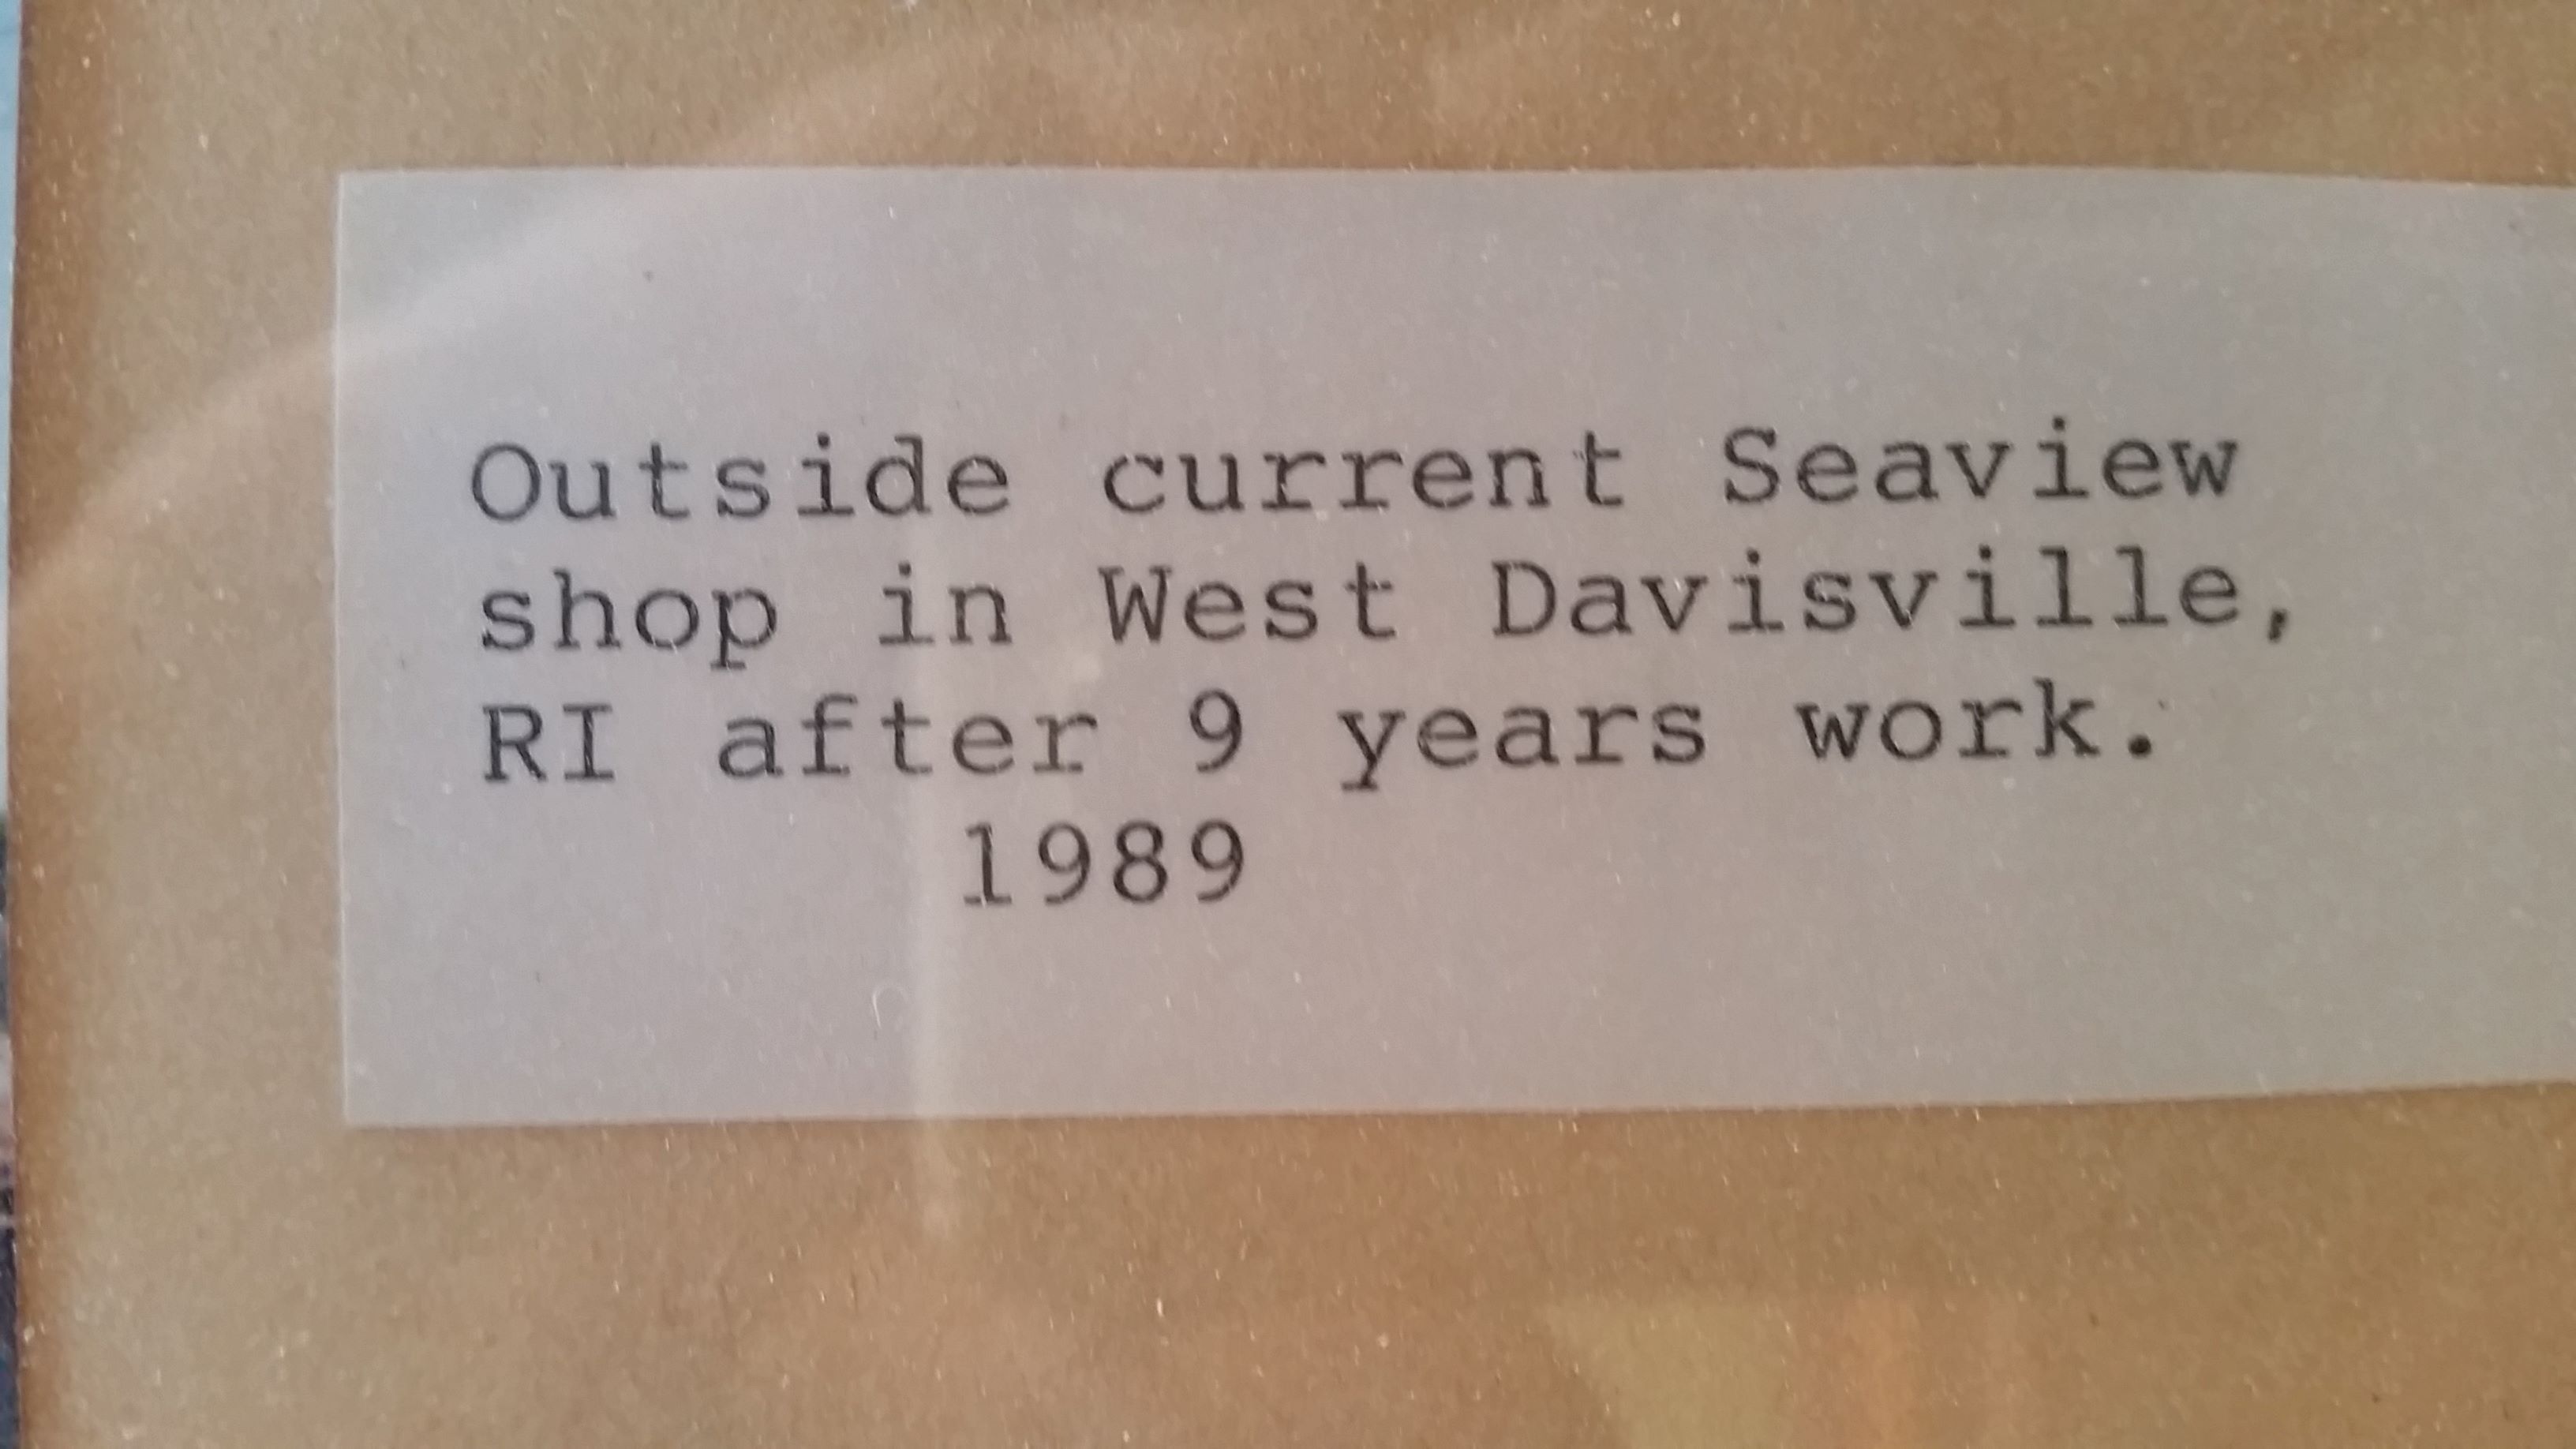 Outside current Seaview
shop in West Davisville,
RI after 9 years work.
1989